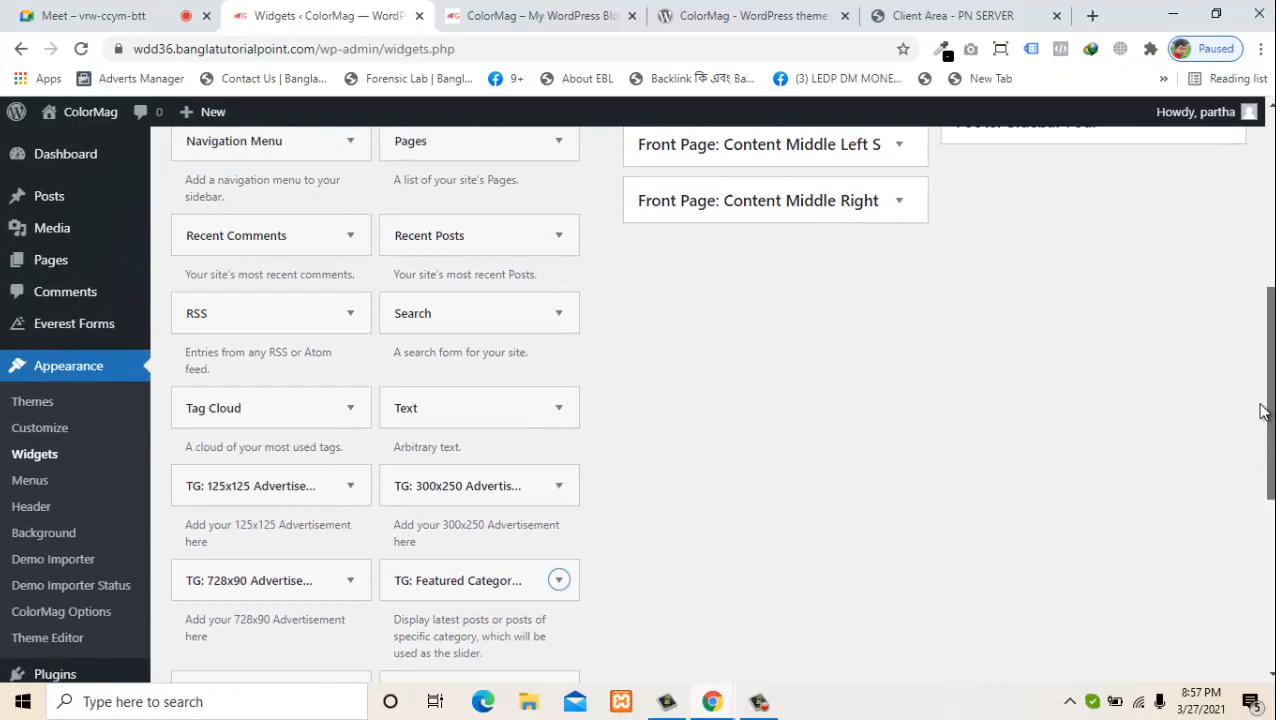 Meet – vrw-ccym-btt
Widgets ‹ ColorMag — WordP
ColorMag – My WordPress Blo
ColorMag - WordPress theme
Client Area - PN SERVER
wdd36.banglatutorialpoint.com/wp-admin/widgets.php
Paused
Apps
Adverts Manager
Contact Us | Bangla...
Forensic Lab | Bangl...
9+
About EBL
Backlink কি এবং Ba...
(3) LEDP DM MONE...
New Tab
»
Reading list
ColorMag
0
New
Howdy, partha
Dashboard
Posts
Media
Pages
Comments
Everest Forms
Appearance
Themes
Customize
Widgets
Menus
Header
Background
Demo Importer
Demo Importer Status
ColorMag Options
Theme Editor
Plugins
Navigation Menu
Add a navigation menu to your
sidebar.
Pages
A list of your site's Pages.
Recent Comments
Your site's most recent comments.
Recent Posts
Your site's most recent Posts.
RSS
Entries from any RSS or Atom
feed.
Search
A search form for your site.
Tag Cloud
A cloud of your most used tags.
Text
Arbitrary text.
TG: 125x125 Advertise...
Add your 125x125 Advertisement
here
TG: 300x250 Advertis...
Add your 300x250 Advertisement
here
TG: 728x90 Advertise...
Add your 728x90 Advertisement
here
TG: Featured Categor...
Display latest posts or posts of
specific category, which will be
used as the slider.
Front Page: Content Middle Left S
Front Page: Content Middle Right
Type here to search
8:57 PM
3/27/2021
5